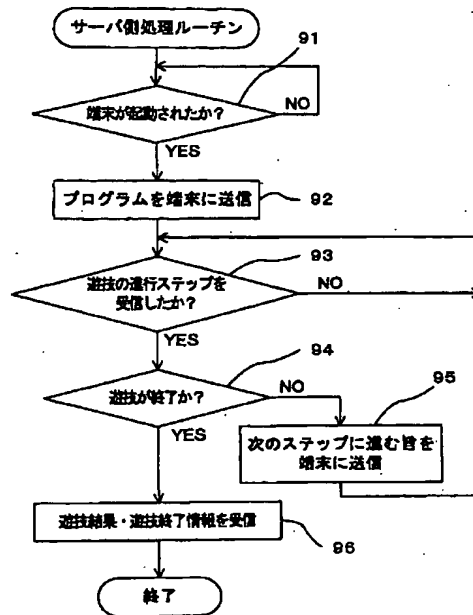 サーバ側処理ルーチン
91
端末が起動されたか?
NO
YES
プログラムを端末に送信
92
93
遊技の進行ステップを
受信したか?
NO
YES
94
遊技が終了か?
NO
95
YES
次のステップに進む旨を
端末に送信
遊技結果・遊技終了情報を受信
96
終了